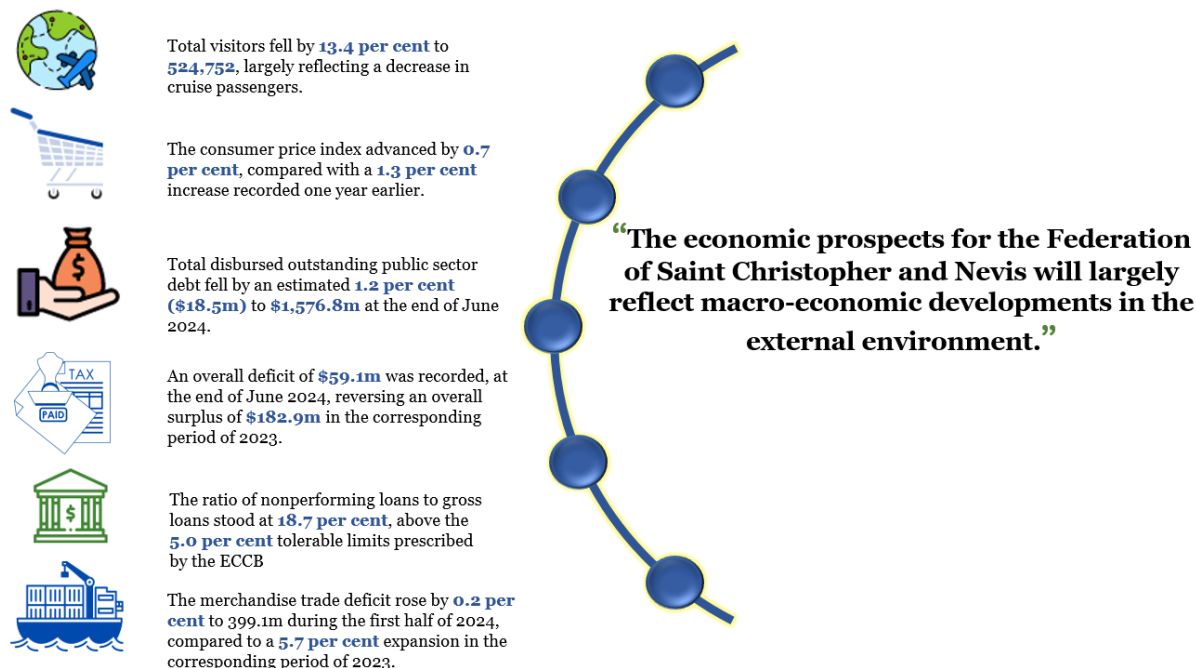 Total visitors fell by 13.4 per cent to
524,752, largely reflecting a decrease in
cruise passengers.
The consumer price index advanced by 0.7
per cent, compared with a 1.3 per cent
increase recorded one year earlier.
Total disbursed outstanding public sector
debt fell by an estimated 1.2 per cent
($18.5m) to $1,576.8m at the end of June
2024.
TAX
PAID
An overall deficit of $59.1m was recorded, at
the end of June 2024, reversing an overall
surplus of $182.9m in the corresponding
period of 2023.
The ratio of nonperforming loans to gross
loans stood at 18.7 per cent, above the
5.0 per cent tolerable limits prescribed
by the ECCB
The merchandise trade deficit rose by 0.2 per
cent to 399.1m during the first half of 2024,
compared to a 5.7 per cent expansion in the
corresponding period of 2023.
“The economic prospects for the Federation
of Saint Christopher and Nevis will largely
reflect macro-economic developments in the
external environment.”